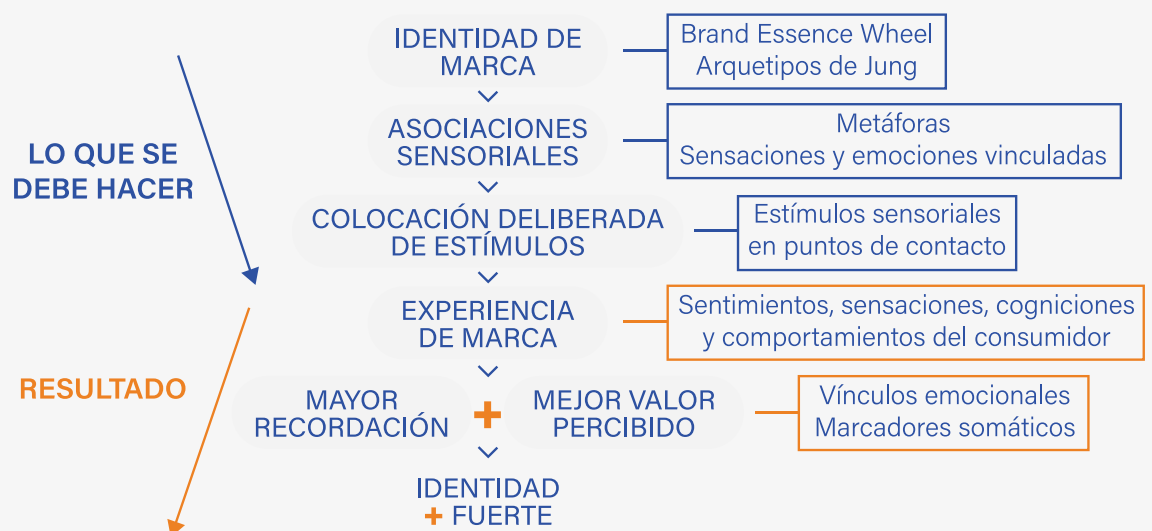 IDENTIDAD DE
MARCA
Brand Essence Wheel
Arquetipos de Jung
LO QUE SE
DEBE HACER
ASOCIACIONES
SENSORIALES
Metáforas
Sensaciones y emociones vinculadas
COLOCACIÓN DELIBERADA
DE ESTÍMULOS
Estímulos sensoriales
en puntos de contacto
EXPERIENCIA
DE MARCA
Sentimientos, sensaciones, cogniciones
y comportamientos del consumidor
RESULTADO
MAYOR
RECORDACIÓN
+
MEJOR VALOR
PERCIBIDO
Vínculos emocionales
Marcadores somáticos
IDENTIDAD
+ FUERTE